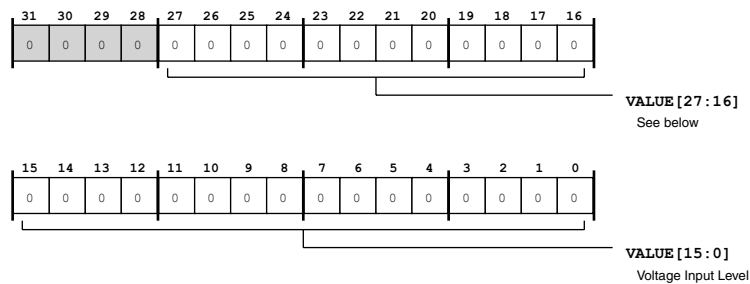 31 30 29 28 27 26 25 24 23 22 21 20 19 18 17 16
0 0 0 0 0 0 0 0 0 0 0 0 0 0 0 0
VALUE[27:16]
See below
15 14 13 12 11 10 9 8 7 6 5 4 3 2 1 0
0 0 0 0 0 0 0 0 0 0 0 0 0 0 0 0
VALUE[15:0]
Voltage Input Level